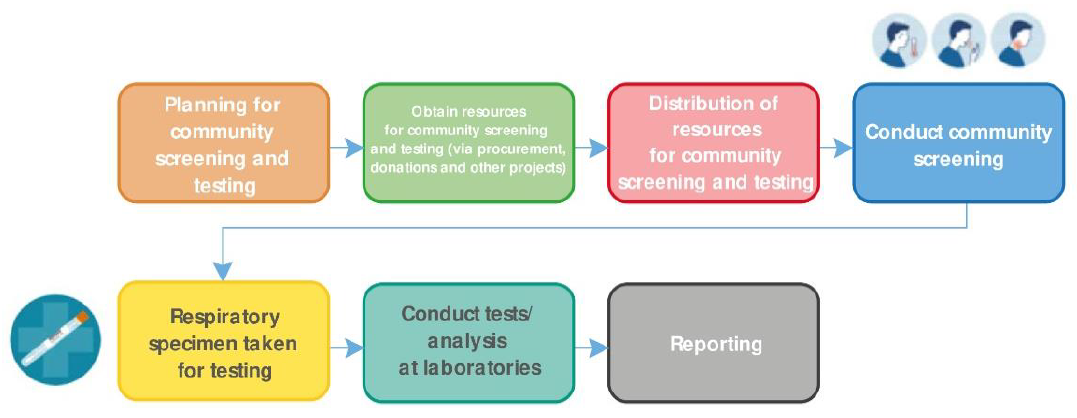 Planning for
community
screening and
testing
Obtain resources
for community screening
and testing (via procurement,
donations and other projects)
Distribution of
resources
for community
screening and testing
Conduct community
screening
Respiratory
specimen taken
for testing
Conduct tests/
analysis
at laboratories
Reporting